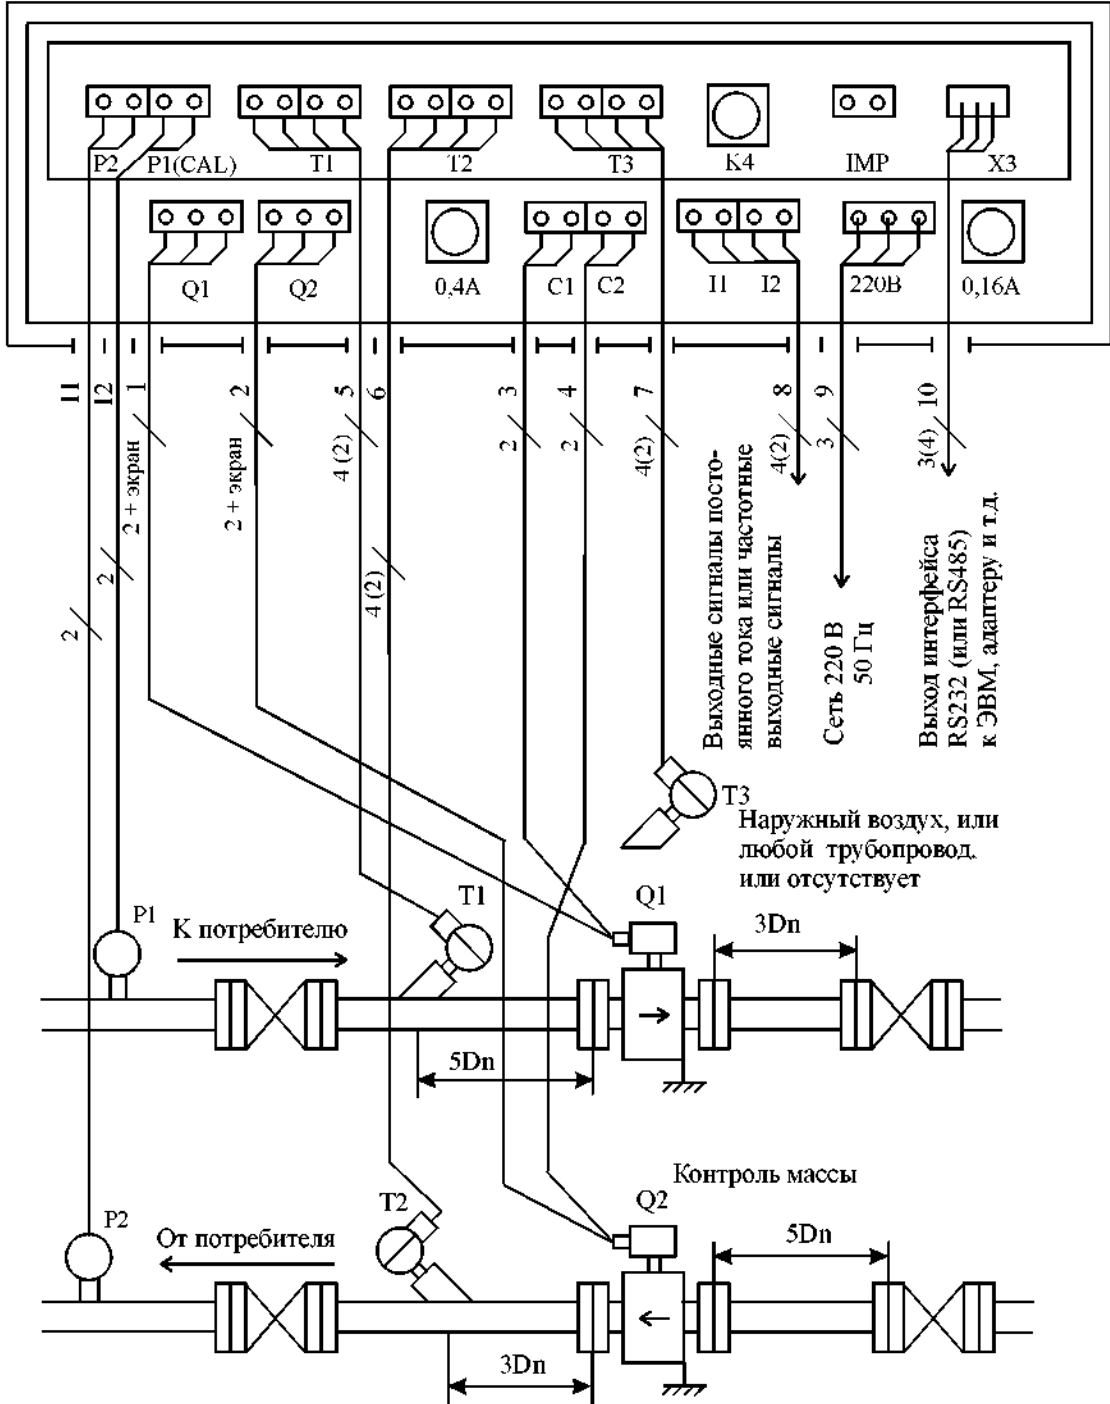 P2
P1(CAL)
T1
T2
T3
K4
IMP
X3
Q1
Q2
0,4A
C1
C2
I1
I2
220В
0,16A
11
12
1
2
5
6
3
4
7
8
9
10
2
2
2 + экран
2 + экран
4 (2)
4 (2)
2
2
4(2)
4(2)
3
3(4)
Выходные сигналы посто-
янного тока или частотные
выходные сигналы
Сеть 220 В
50 Гц
Выход интерфейса
RS232 (или RS485)
к ЭВМ, адаптеру и т.д.
T3
Наружный воздух, или
любой трубопровод.
или отсутствует
P1
К потребителю
T1
Q1
3Dn
5Dn
Контроль массы
P2
От потребителя
T2
Q2
5Dn
3Dn